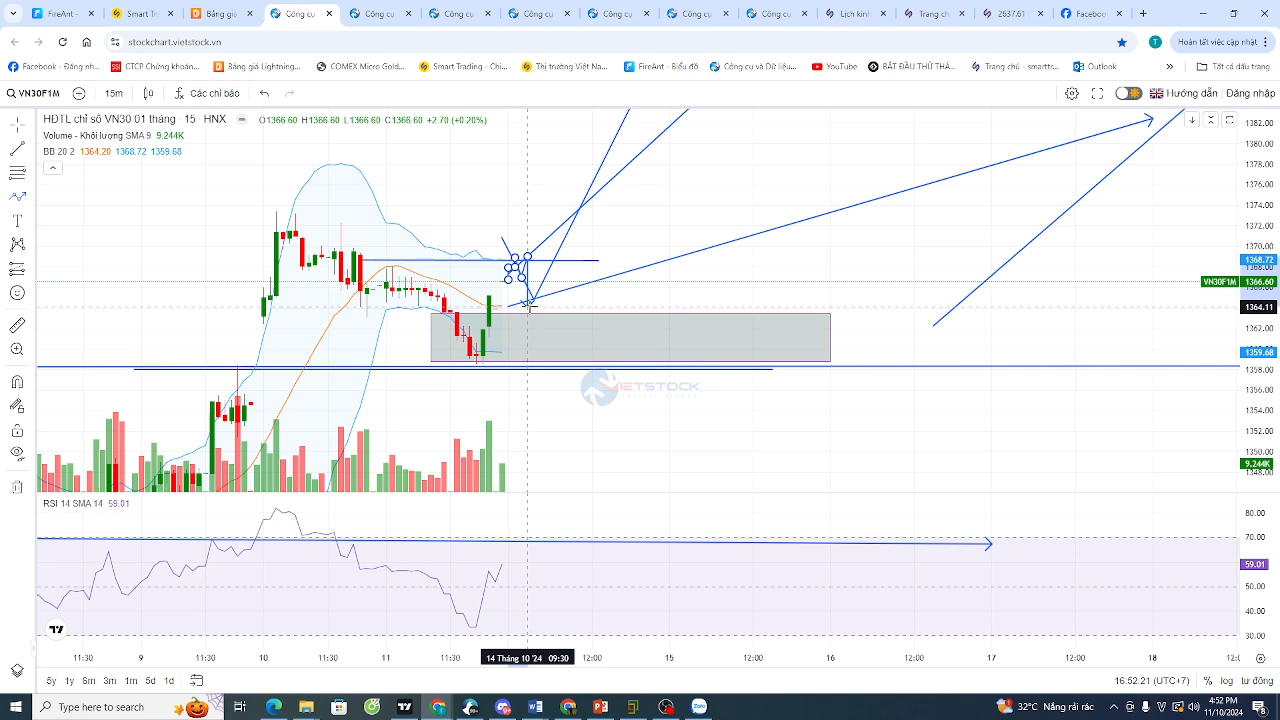 FireAnt - 
Smart Tra
Bảng giá
Công cụ
Công cụ
Công cụ
Công cụ
Công cụ
Công cụ
Công cụ
Lịch kinh
Trang ch
2637.61
Facebook
stockchart.vietstock.vn
T
Hoàn tất việc cập nhật
Facebook - Đăng nh...
CTCP Chứng khoán...
Bảng giá Lightning...
COMEX Micro Gold...
Smart Trading - Chi...
Thị trường Việt Na...
FireAnt - Biểu đồ
Công cụ và Dữ liệu...
YouTube
BẮT ĐẦU THỬ THÁ...
Trang chủ - smarttr...
Outlook
»
Tất cả dấu trang
VN30F1M
15m
Các chỉ báo
Hướng dẫn
Đăng nhập
HĐTL chỉ số VN30 01 tháng 15 HNX O1366.60 H1366.60 L1366.60 C1366.60 +2.70 (+0.20%)
Volume - Khối lượng SMA 9 9.244K
BB 20 2 1364.20 1368.72 1359.68
1382.00
1380.00
1378.00
1376.00
1374.00
1372.00
1370.00
1368.72
1368.00
VN30F1M 1366.60
1364.11
1362.00
1359.68
1358.00
1356.00
1354.00
1352.00
1350.00
9.244K
1348.00
VIETSTOCK
RSI 14 SMA 14 59.01
80.00
70.00
59.01
50.00
40.00
30.00
11:30
9
11:30
10
11:30
11
11:30
14 Tháng 10 '24 09:30
12:00
15
12:00
16
12:00
17
12:00
18
5y 1y 6m 3m 1m 5d 1d
16:52:21 (UTC+7)
% log tự động
Type here to search
32°C Nắng rải rác
4:52 PM
11/10/2024